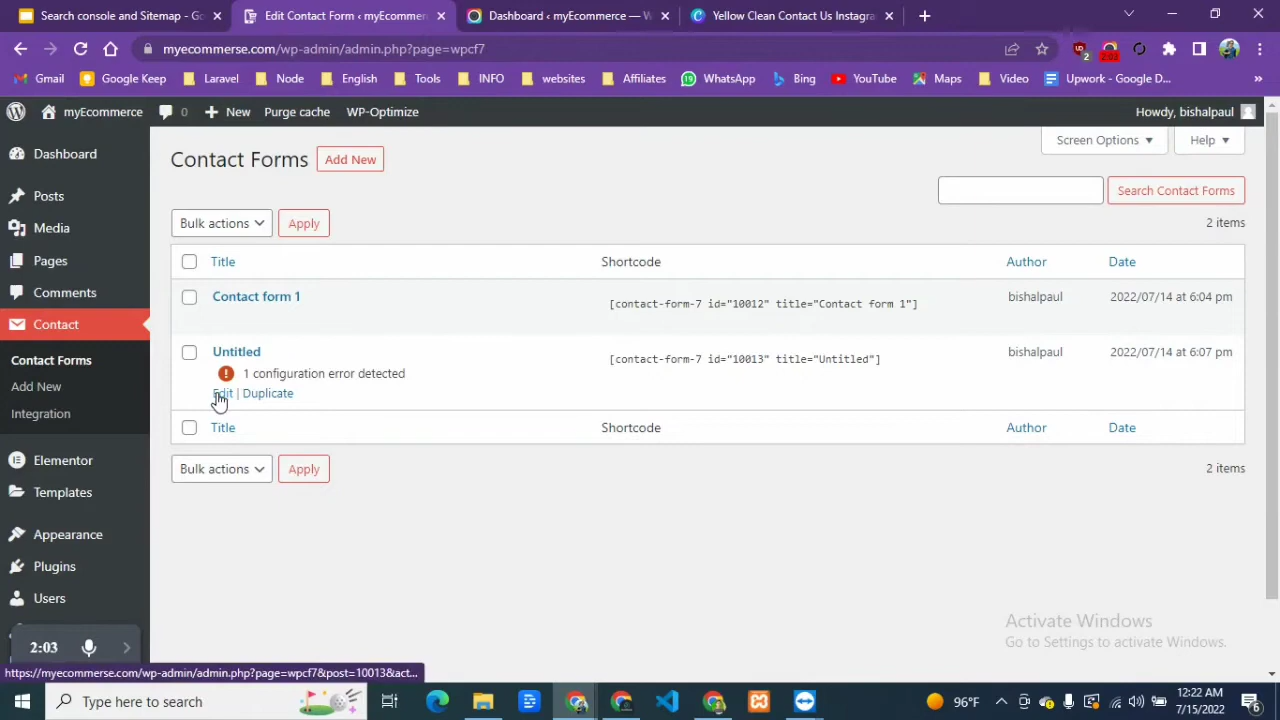 Search console and Sitemap - Go
Edit Contact Form ‹ myEcommer
Dashboard ‹ myEcommerce — W
Yellow Clean Contact Us Instagra
myecommerse.com/wp-admin/admin.php?page=wpcf7
2
2:03
Gmail Google Keep Laravel Node English Tools INFO websites Affiliates WhatsApp Bing YouTube Maps Video Upwork - Google D... »
myEcommerce 0 New Purge cache WP-Optimize Howdy, bishalpaul
Dashboard
Posts
Media
Pages
Comments
Contact
Contact Forms
Add New
Integration
Elementor
Templates
Appearance
Plugins
Users
2:03
Screen Options ▼ Help ▼
Contact Forms Add New
Search Contact Forms
Bulk actions Apply 2 items
Title Shortcode Author Date
Contact form 1 [contact-form-7 id="10012" title="Contact form 1"] bishalpaul 2022/07/14 at 6:04 pm
Untitled [contact-form-7 id="10013" title="Untitled"] bishalpaul 2022/07/14 at 6:07 pm
1 configuration error detected
Edit | Duplicate
Title Shortcode Author Date
Bulk actions Apply 2 items
Activate Windows
Go to Settings to activate Windows.
https://myecommerse.com/wp-admin/admin.php?page=wpcf7&post=10013&act...
Type here to search
96°F
12:22 AM
7/15/2022
6